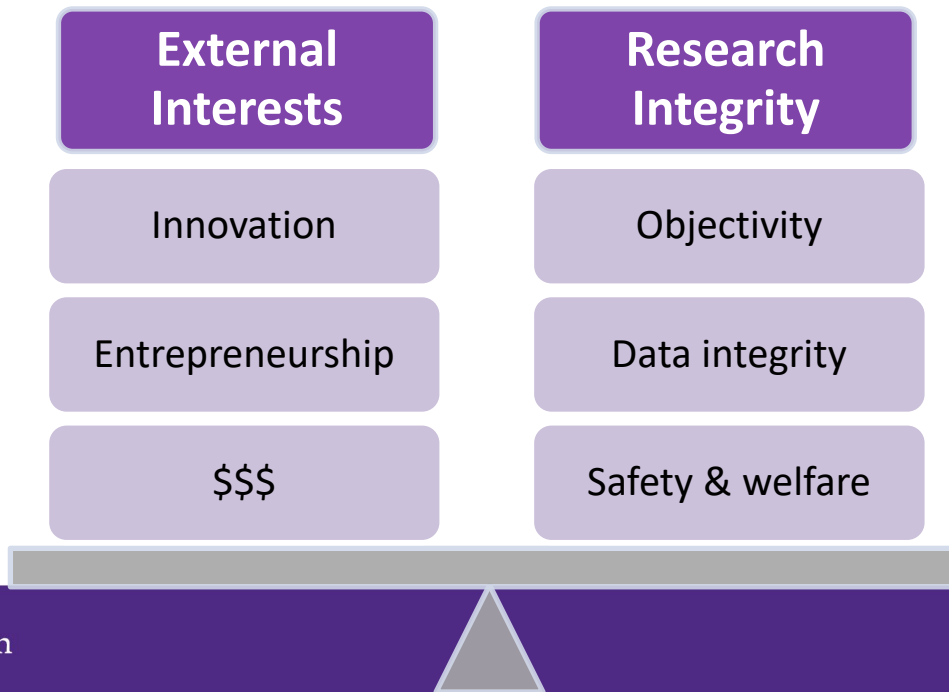 External
Interests
Innovation
Entrepreneurship
$$$
Research
Integrity
Objectivity
Data integrity
Safety & welfare